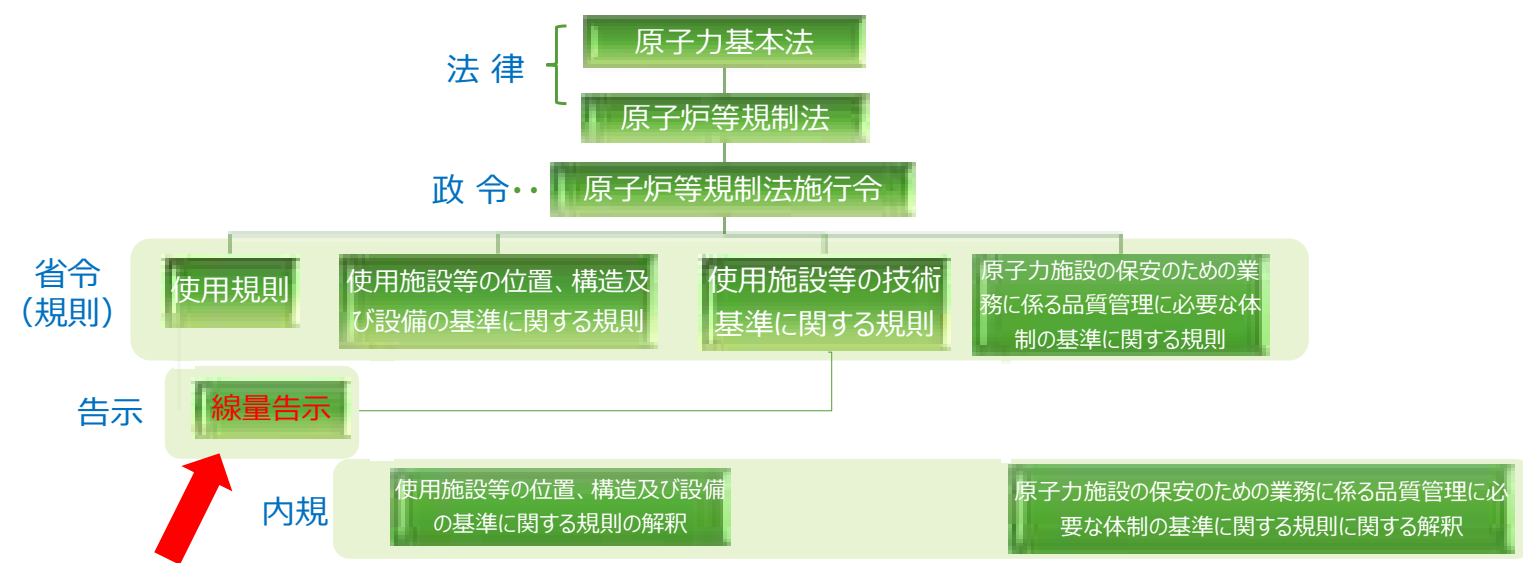 法 律
原子力基本法
原子炉等規制法
政 令‥
原子炉等規制法施行令
省令
（規則）
使用規則
使用施設等の位置、構造及
び設備の基準に関する規則
使用施設等の技術
基準に関する規則
原子力施設の保安のための業
務に係る品質管理に必要な体
制の基準に関する規則
告示
線量告示
内規
使用施設等の位置、構造及び設備
の基準に関する規則の解釈
原子力施設の保安のための業務に係る品質管理に必
要な体制の基準に関する規則に関する解釈